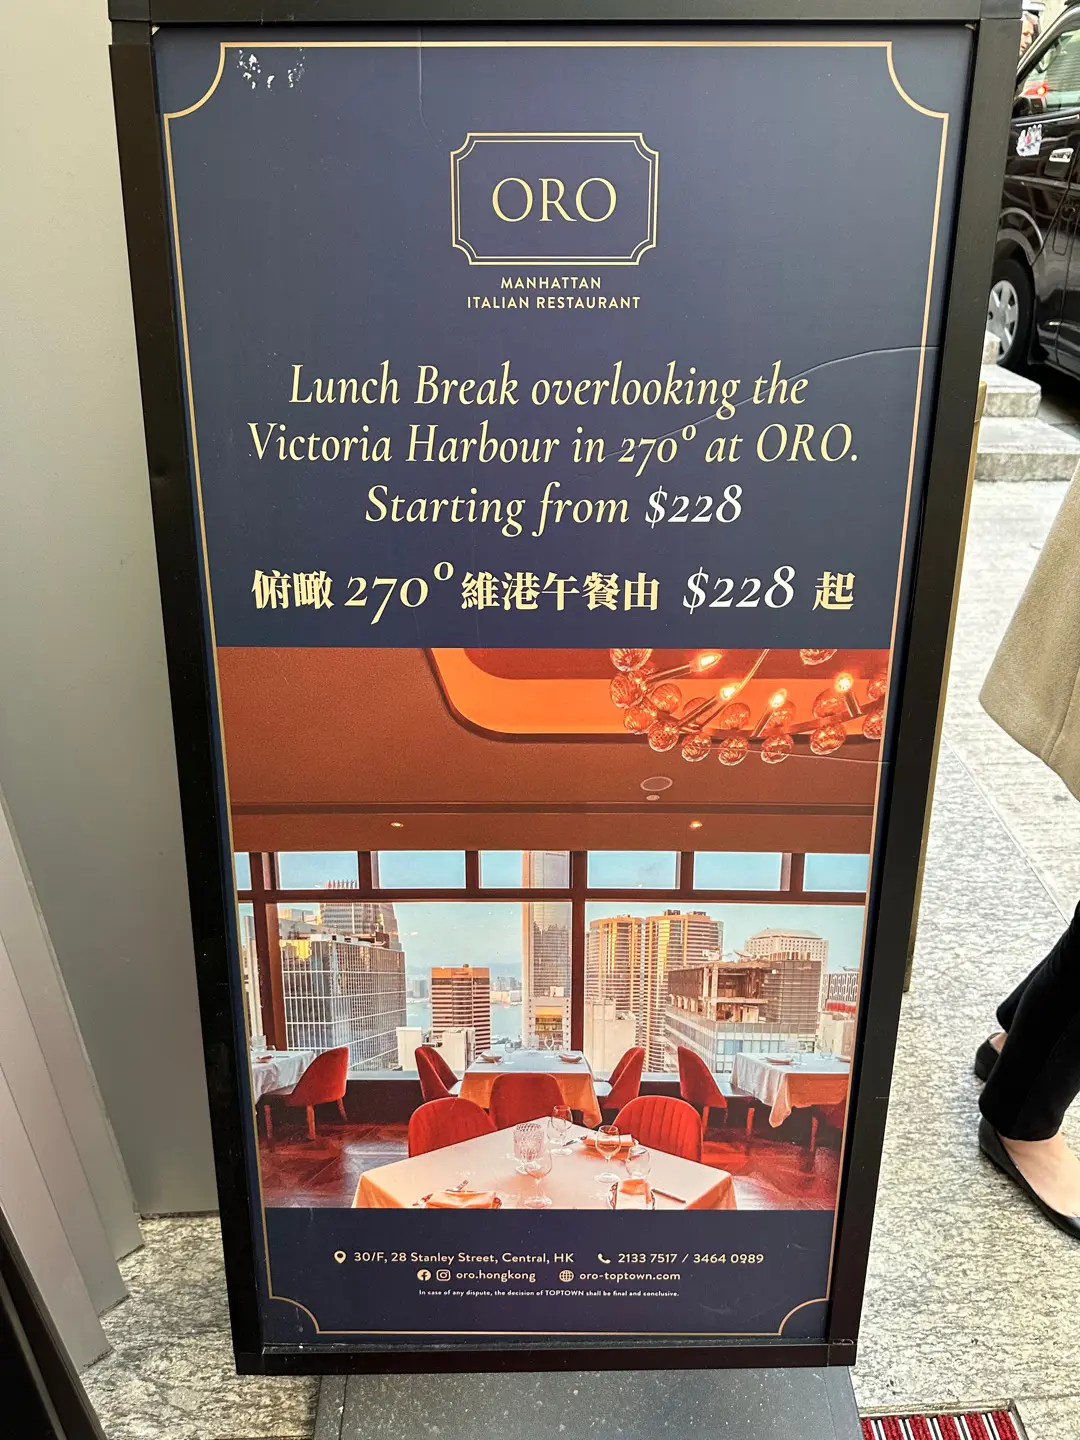 ORO
MANHATTAN
ITALIAN RESTAURANT
Lunch Break overlooking the
Victoria Harbour in 270° at ORO.
Starting from $228
俯瞰 270° 維港午餐由 $228 起
30/F, 28 Stanley Street, Central, HK 2133 7517 / 3464 0989
oro.hongkong oro-toptown.com
In case of any dispute, the decision of TOPTOWN shall be final and conclusive.